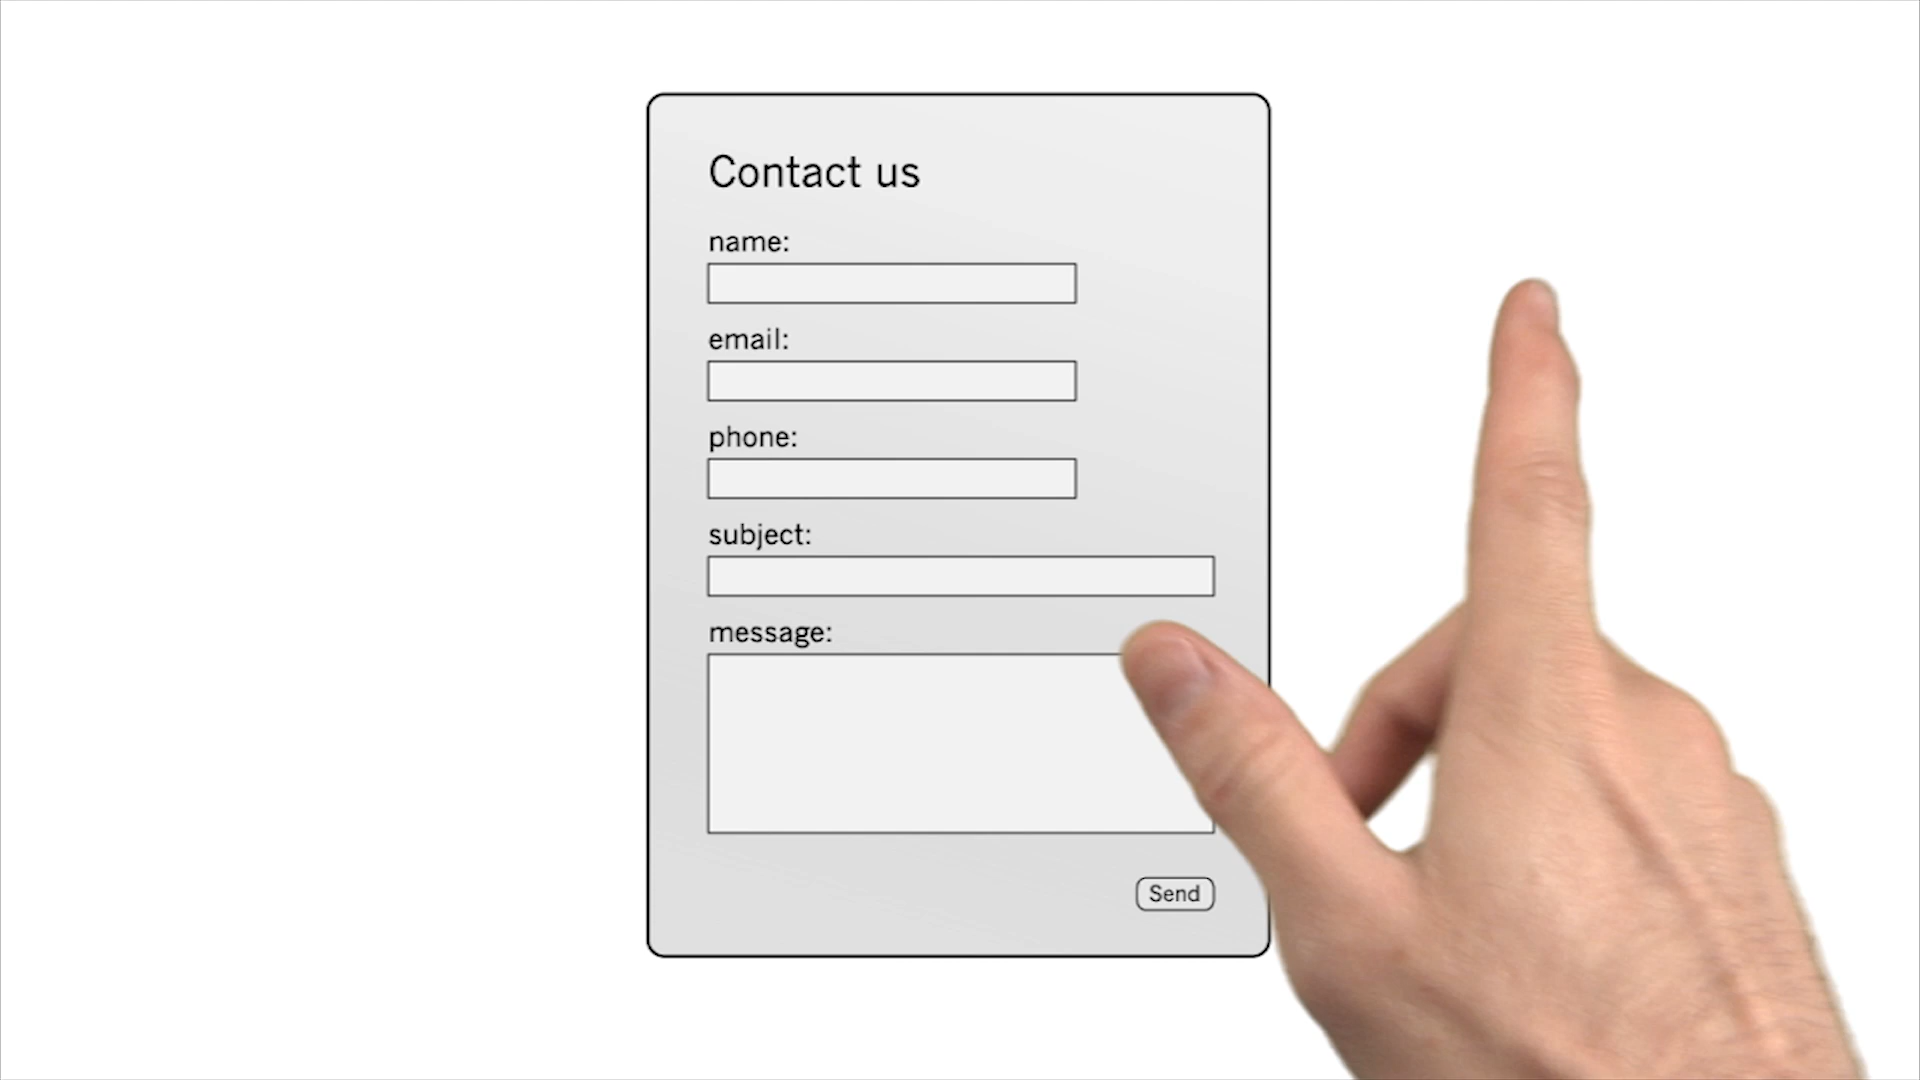 Contact us
name:
email:
phone:
subject:
message:
Send